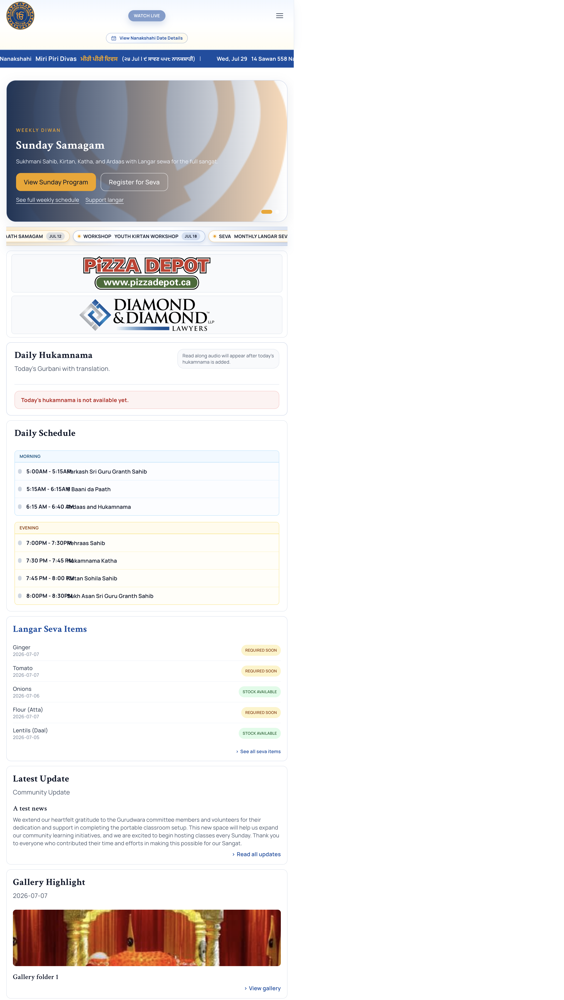 GURDWARA SINGH SABHA
ੴ
MILTON
WATCH LIVE
View Nanakshahi Date Details
Nanakshahi Miri Piri Divas ਮੀਰੀ ਪੀਰੀ ਦਿਵਸ (੨੪ Jul | ੯ ਸਾਵਣ ੫੫੮ ਨਾਨਕਸ਼ਾਹੀ) | Wed, Jul 29 14 Sawan 558 Na
WEEKLY DIWAN
Sunday Samagam
Sukhmani Sahib, Kirtan, Katha, and Ardaas with Langar sewa for the full sangat.
View Sunday Program Register for Seva
See full weekly schedule Support langar
AATH SAMAGAM JUL 12 WORKSHOP YOUTH KIRTAN WORKSHOP JUL 18 SEVA MONTHLY LANGAR SEV
PIZZA DEPOT
www.pizzadepot.ca
DIAMOND
&DIAMOND™ LLP
LAWYERS
Daily Hukamnama
Today's Gurbani with translation.
Read along audio will appear after today's
hukamnama is added.
Today's hukamnama is not available yet.
Daily Schedule
MORNING
5:00AM - 5:15AM Parkash Sri Guru Granth Sahib
5:15AM - 6:15AM Baani da Paath
6:15 AM - 6:40 AM Ardaas and Hukamnama
EVENING
7:00PM - 7:30PM Rehraas Sahib
7:30 PM - 7:45 PM Hukamnama Katha
7:45 PM - 8:00 PM Kirtan Sohila Sahib
8:00PM - 8:30PM Sukh Asan Sri Guru Granth Sahib
Langar Seva Items
Ginger
2026-07-07
REQUIRED SOON
Tomato
2026-07-07
REQUIRED SOON
Onions
2026-07-06
STOCK AVAILABLE
Flour (Atta)
2026-07-07
REQUIRED SOON
Lentils (Daal)
2026-07-05
STOCK AVAILABLE
› See all seva items
Latest Update
Community Update
A test news
We extend our heartfelt gratitude to the Gurudwara committee members and volunteers for their
dedication and support in completing the portable classroom setup. This new space will help us expand
our community learning initiatives, and we are excited to begin hosting classes every Sunday. Thank you
to everyone who contributed their time and efforts in making this possible for our Sangat.
› Read all updates
Gallery Highlight
2026-07-07
Gallery folder 1
› View gallery